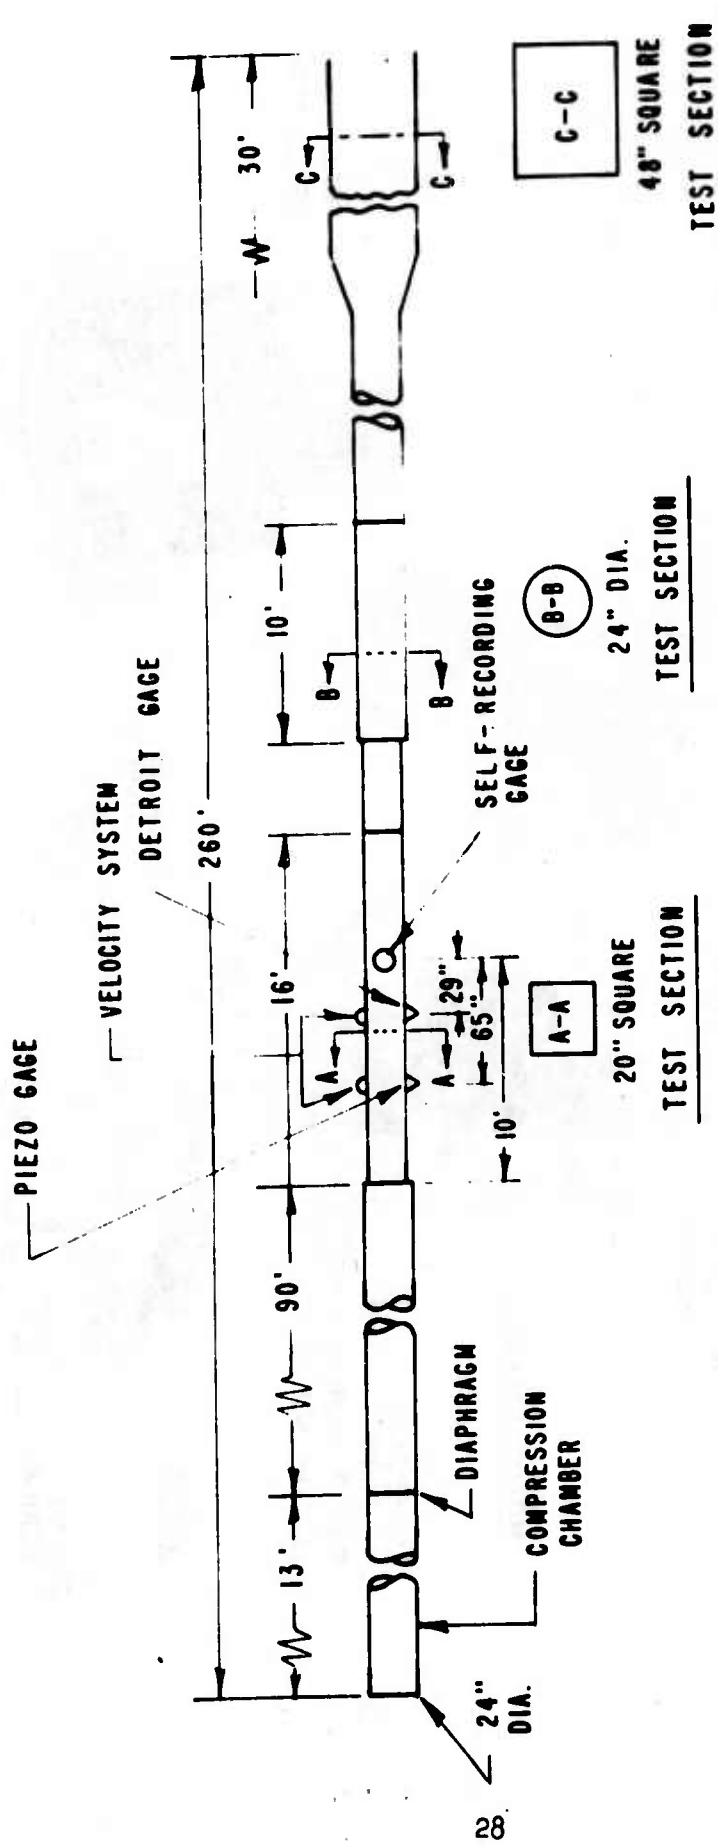 PIEZO GAGE
VELOCITY SYSTEM
DETROIT GAGE
260'
13'
90'
16'
10'
30'
A
A
B
B
C
C
29"
65"
10'
SELF-RECORDING
GAGE
DIAPHRAGM
COMPRESSION
CHAMBER
24"
DIA.
A-A
20" SQUARE
TEST SECTION
B-B
24" DIA.
TEST SECTION
C-C
48" SQUARE
TEST SECTION
28